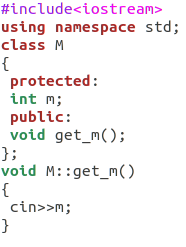 #include<iostream>
using namespace std;
class M
{
 protected:
 int m;
 public:
 void get_m();
};
void M::get_m()
{
 cin>>m;
}